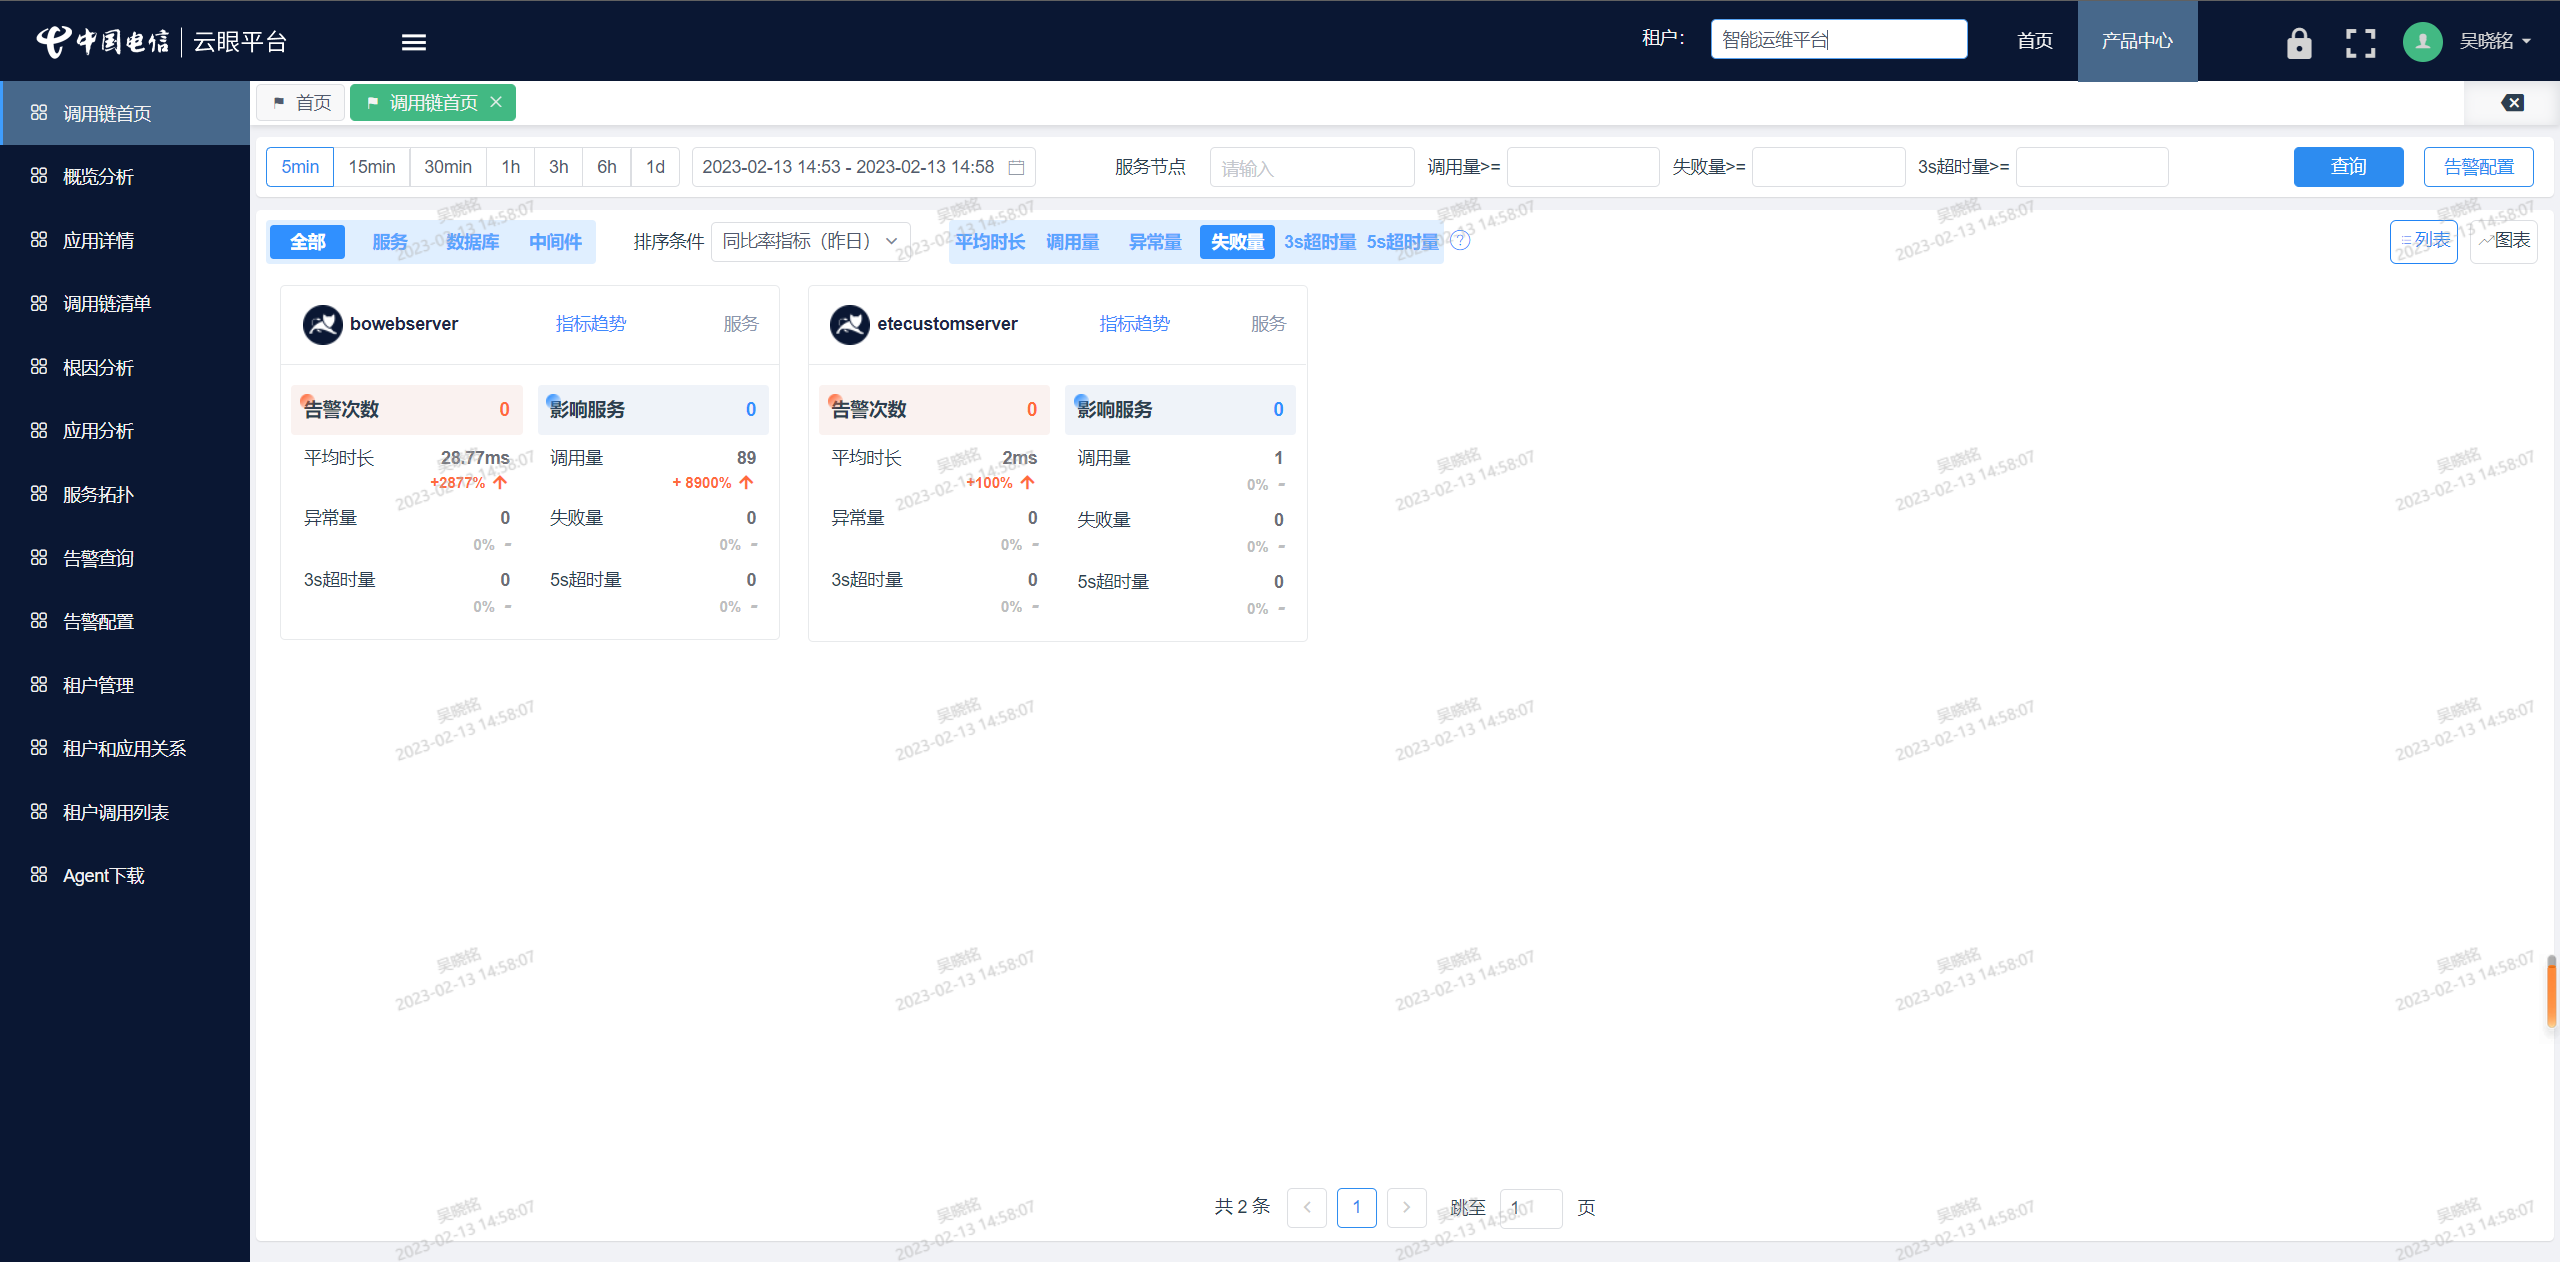 中国电信 云眼平台
租户： 智能运维平台 首页 产品中心 吴晓铭
调用链首页
概览分析
应用详情
调用链清单
根因分析
应用分析
服务拓扑
告警查询
告警配置
租户管理
租户和应用关系
租户调用列表
Agent下载
首页 调用链首页
5min 15min 30min 1h 3h 6h 1d 2023-02-13 14:53 - 2023-02-13 14:58 服务节点 请输入 调用量>= 失败量>= 3s超时量>= 查询 告警配置
全部 服务 数据库 中间件 排序条件 同比率指标（昨日） 平均时长 调用量 异常量 失败量 3s超时量 5s超时量 ? 列表 图表
bowebserver 指标趋势 服务
告警次数 0 影响服务 0
平均时长 28.77ms 调用量 89
+2877% + 8900%
异常量 0 失败量 0
0% - 0% -
3s超时量 0 5s超时量 0
0% - 0% -
etecustomserver 指标趋势 服务
告警次数 0 影响服务 0
平均时长 2ms 调用量 1
+100% 0% -
异常量 0 失败量 0
0% - 0% -
3s超时量 0 5s超时量 0
0% - 0% -
共 2 条 1 跳至 1 页
吴晓铭
2023-02-13 14:58:07